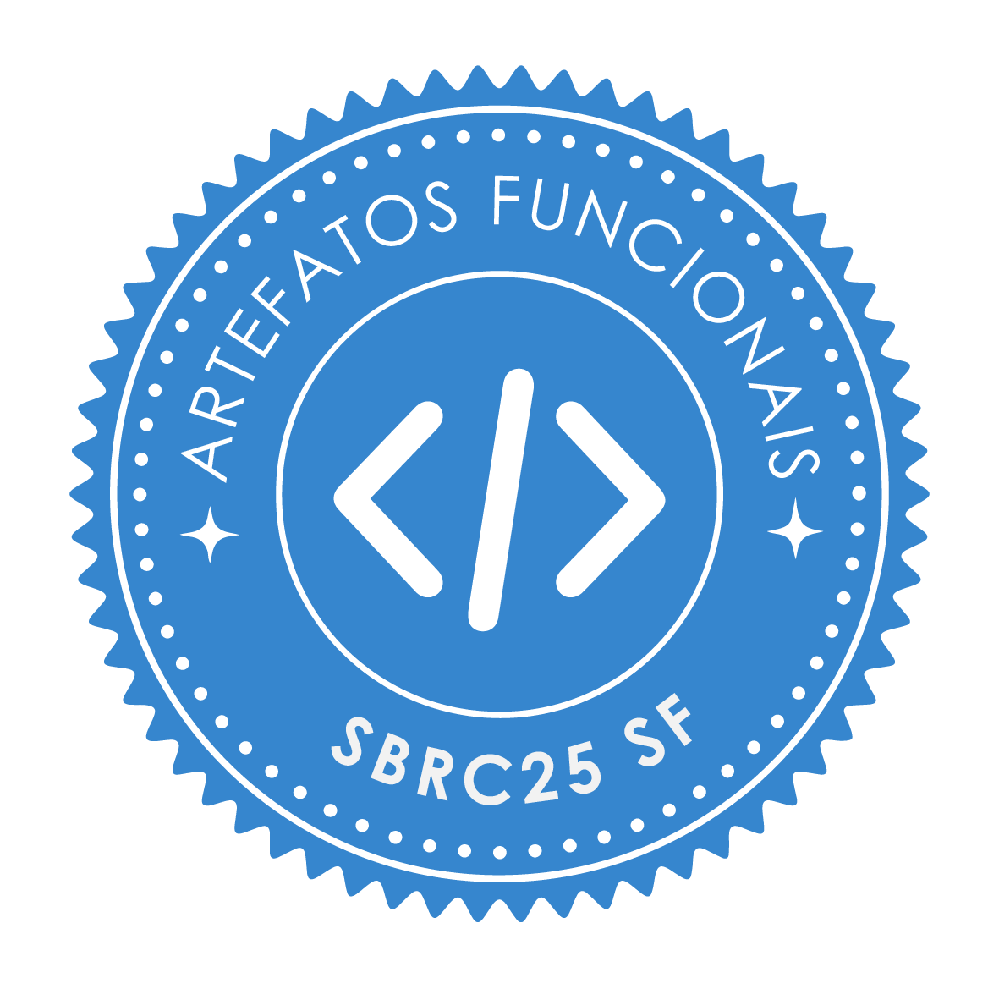 ARTEFATOS FUNCIONAIS
</>
SBRC25 SF